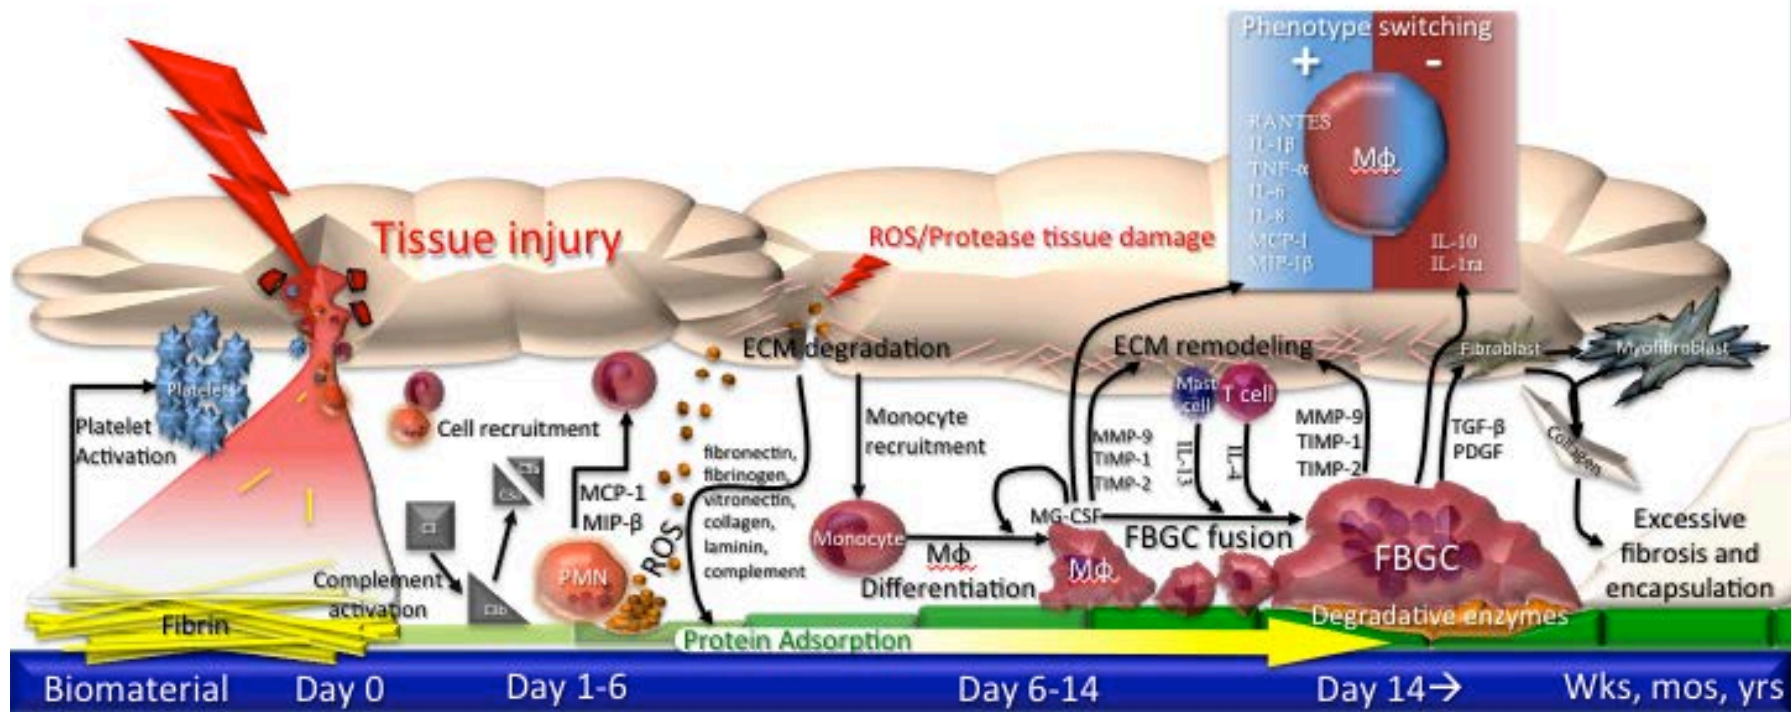 Phenotype switching
+
-
RANTES
IL-1β
TNF-α
IL-6
IL-8
MCP-1
MIP-1β
Mϕ
IL-10
IL-1ra
Tissue injury
ROS/Protease tissue damage
Platelets
Platelet
Activation
Cell recruitment
ECM degradation
Monocyte
recruitment
ECM remodeling
Mast
cell
T cell
Fibroblast
Myofibroblast
MCP-1
MIP-β
ROS
fibronectin,
fibrinogen,
vitronectin,
collagen,
laminin,
complement
MMP-9
TIMP-1
TIMP-2
IL-13
IL-4
MMP-9
TIMP-1
TIMP-2
TGF-β
PDGF
Collagen
C3
C3a
C3b
Complement
activation
PMN
Monocyte
Mϕ
Differentiation
MG-CSF
Mϕ
FBGC fusion
FBGC
Excessive
fibrosis and
encapsulation
Degradative enzymes
Fibrin
Protein Adsorption
Biomaterial
Day 0
Day 1-6
Day 6-14
Day 14→
Wks, mos, yrs